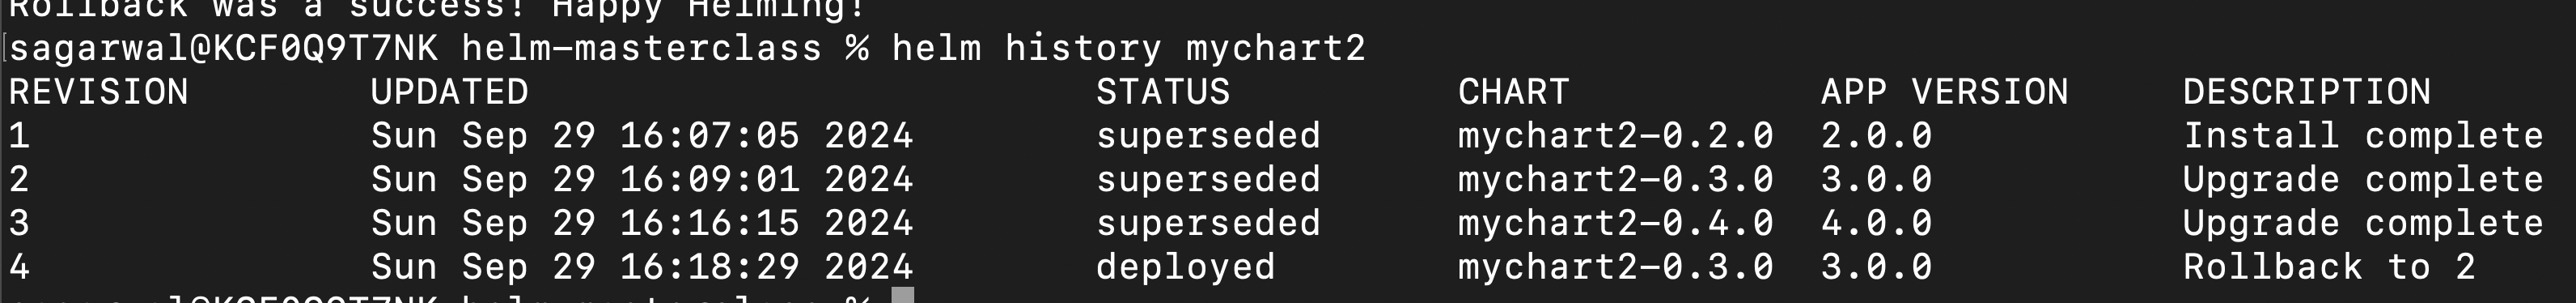 Rollback was a success! Happy Helming!
sagarwal@KCF0Q9T7NK helm-masterclass % helm history mychart2
REVISION UPDATED STATUS CHART APP VERSION DESCRIPTION
1 Sun Sep 29 16:07:05 2024 superseded mychart2-0.2.0 2.0.0 Install complete
2 Sun Sep 29 16:09:01 2024 superseded mychart2-0.3.0 3.0.0 Upgrade complete
3 Sun Sep 29 16:16:15 2024 superseded mychart2-0.4.0 4.0.0 Upgrade complete
4 Sun Sep 29 16:18:29 2024 deployed mychart2-0.3.0 3.0.0 Rollback to 2
sagarwal@KCF0Q9T7NK helm-masterclass %